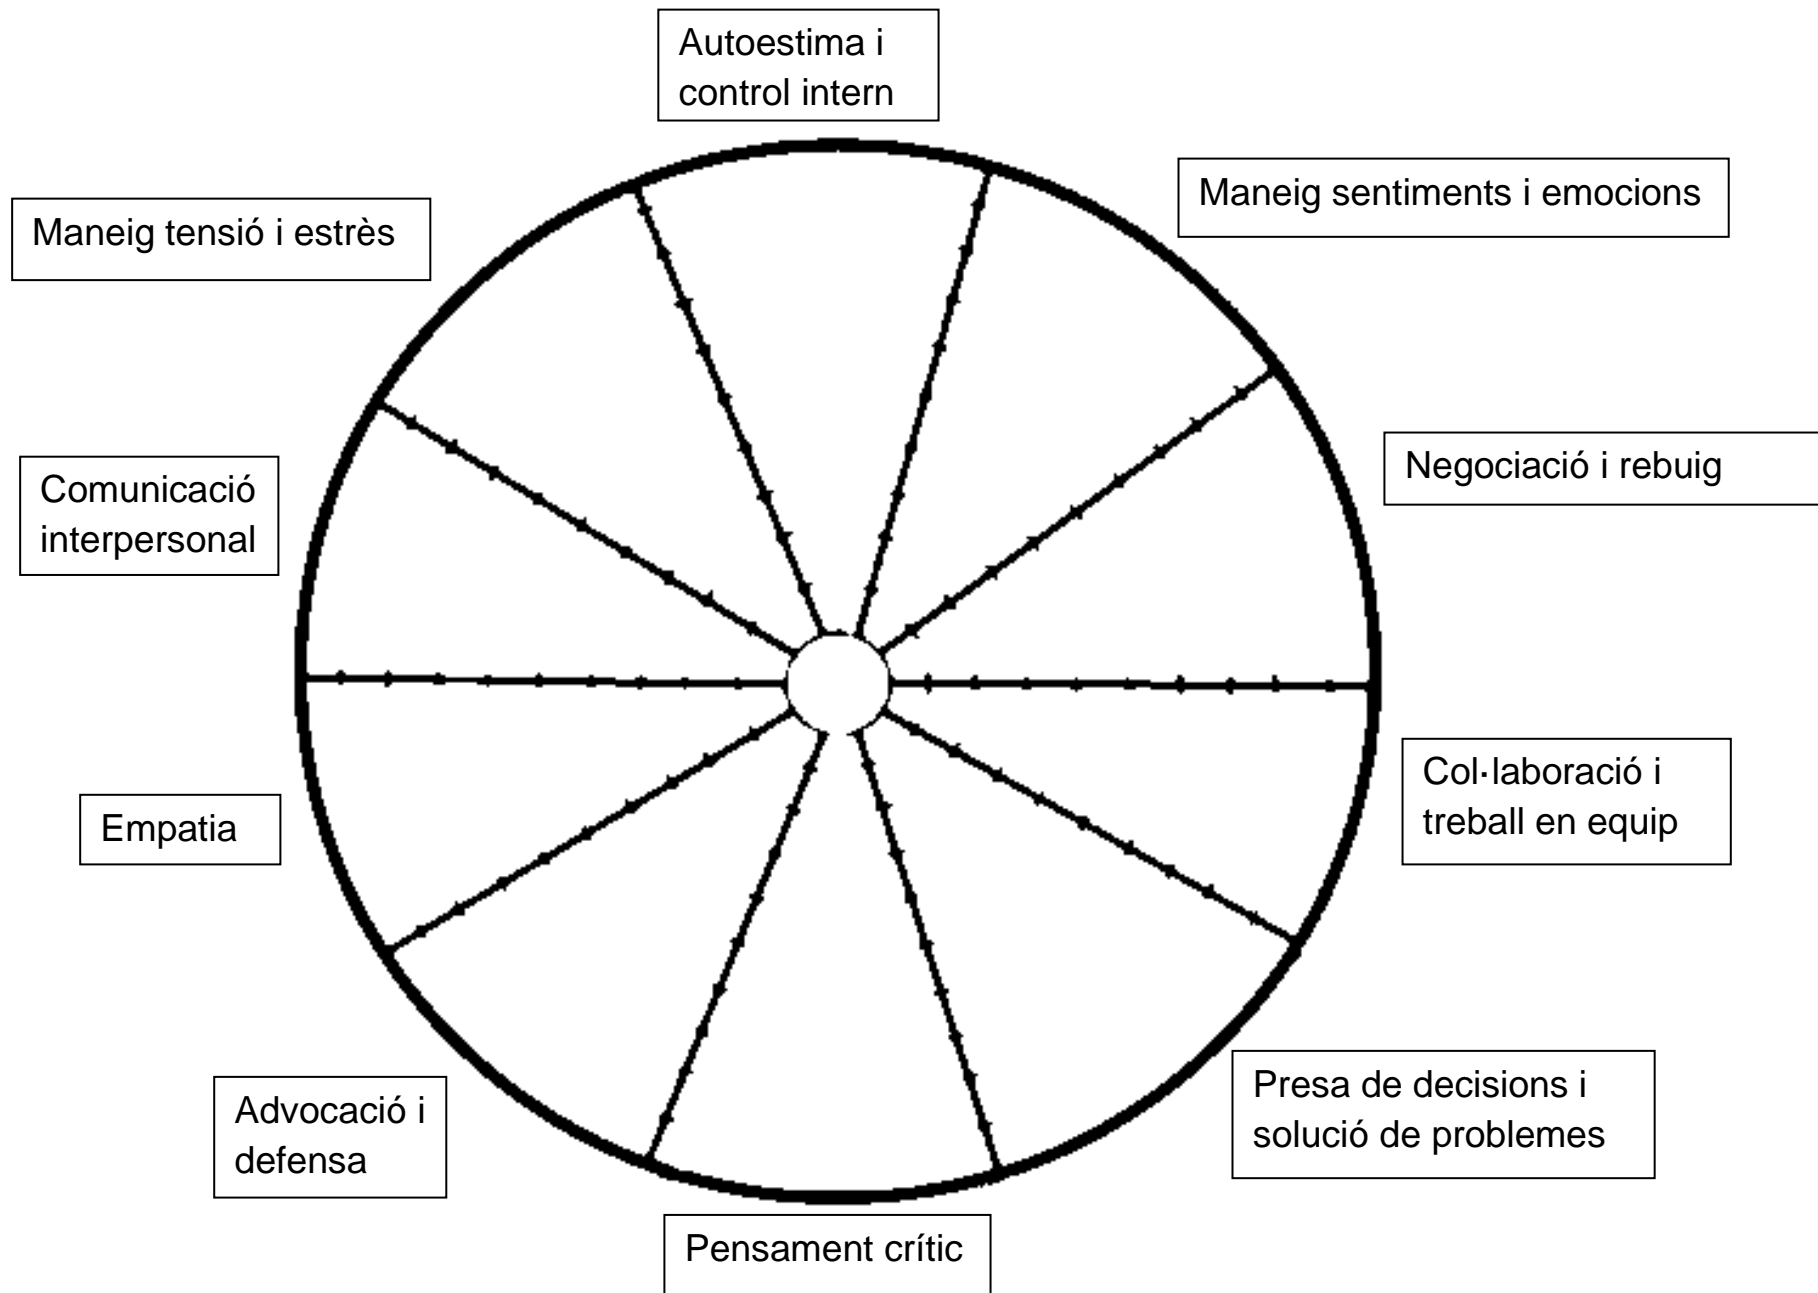 Autoestima i
control intern
Maneig sentiments i emocions
Maneig tensió i estrès
Negociació i rebuig
Comunicació
interpersonal
Col·laboració i
treball en equip
Empatia
Presa de decisions i
solució de problemes
Advocació i
defensa
Pensament crític